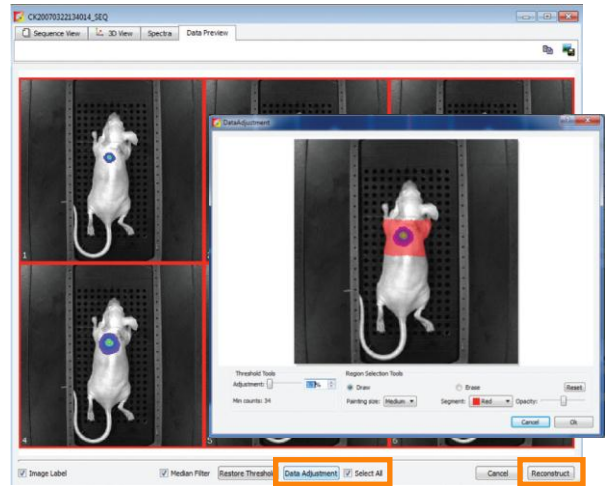 CK20070322134014_SEQ
Sequence View 3D View Spectra Data Preview
DataAdjustment
1
4
5
Threshold Tools
Adjustment:
Min counts: 34
Region Selection Tools
Draw Erase Reset
Painting size: Medium Segment: Red Opacity:
Cancel Ok
Image Label Median Filter Restore Threshold Data Adjustment Select All Cancel Reconstruct